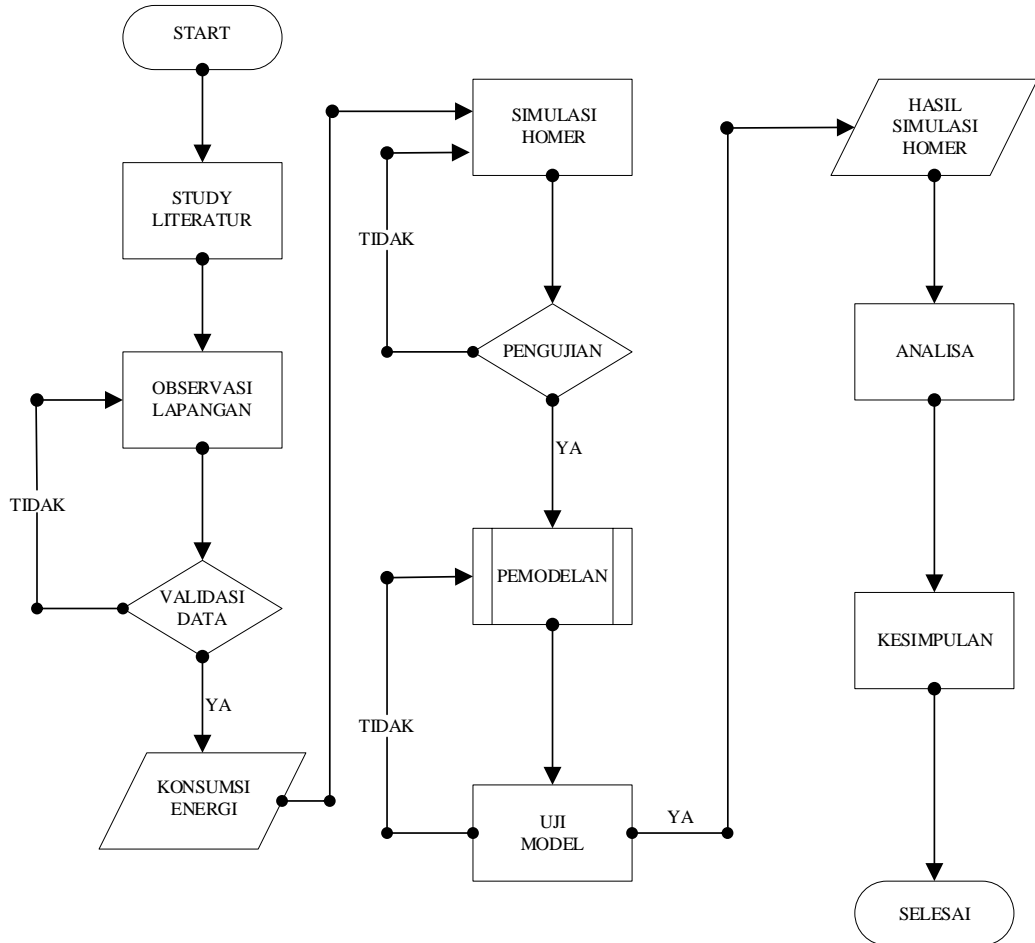 START
STUDY
LITERATUR
OBSERVASI
LAPANGAN
TIDAK
VALIDASI
DATA
YA
KONSUMSI
ENERGI
SIMULASI
HOMER
TIDAK
PENGUJIAN
YA
PEMODELAN
TIDAK
UJI
MODEL
YA
HASIL
SIMULASI
HOMER
ANALISA
KESIMPULAN
SELESAI